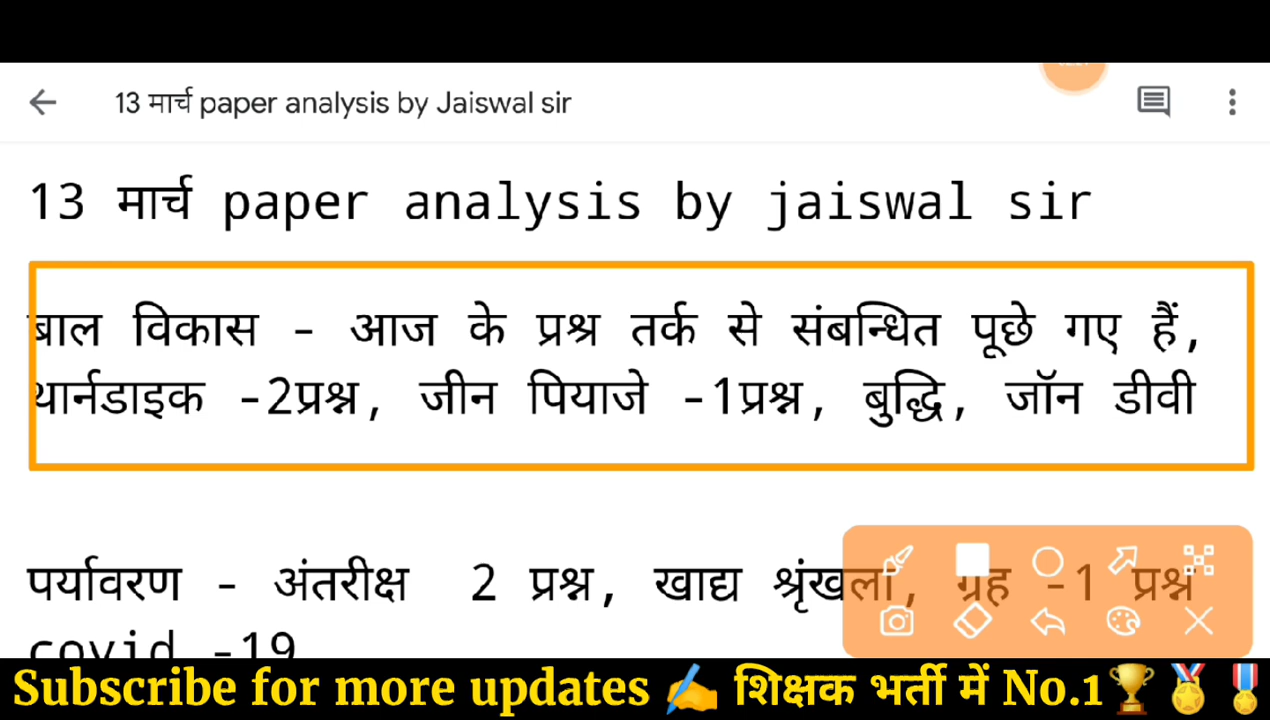 13 मार्च paper analysis by Jaiswal sir
13 मार्च paper analysis by jaiswal sir
बाल विकास - आज के प्रश्न तर्क से संबन्धित पूछे गए हैं,
थार्नडाइक -2प्रश्न, जीन पियाजे -1प्रश्न, बुद्धि, जॉन डीवी
पर्यावरण - अंतरीक्ष 2 प्रश्न, खाद्य श्रृंखला, ग्रह -1 प्रश्न
covid -19
Subscribe for more updates ✍️ शिक्षक भर्ती में No.1🏆🏅🎖️